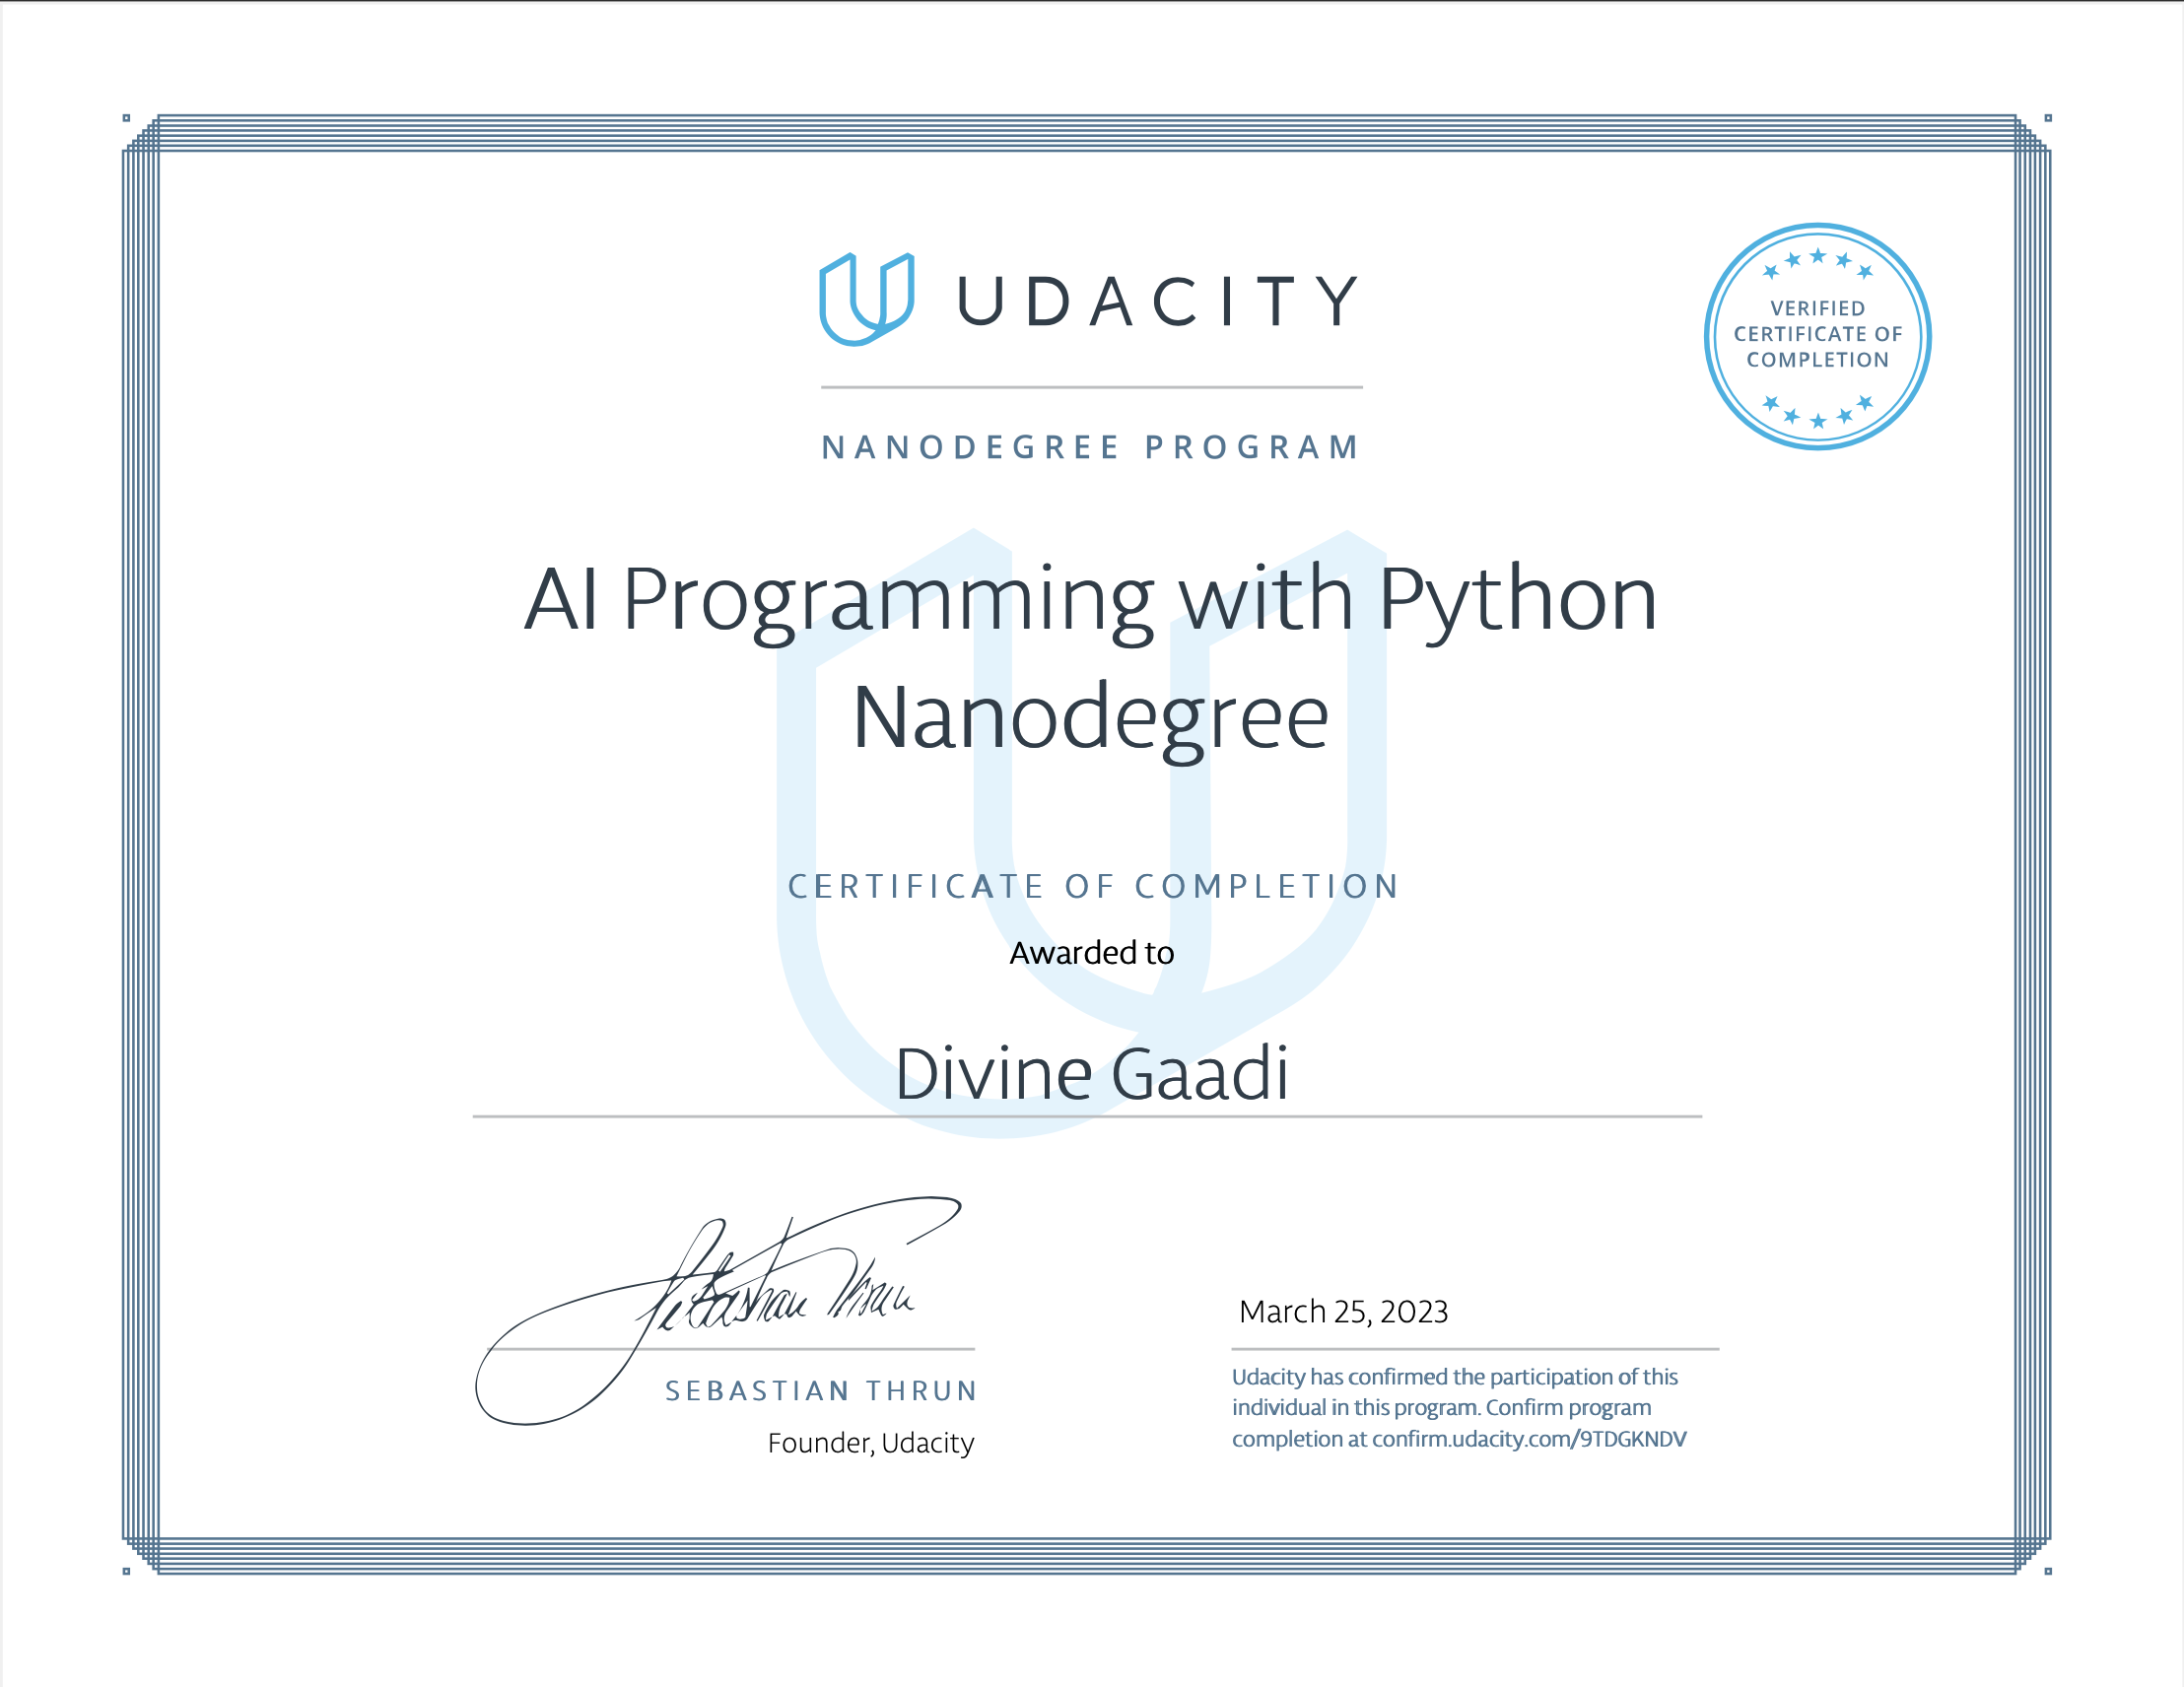 UDACITY
VERIFIED
CERTIFICATE OF
COMPLETION
NANODEGREE PROGRAM
AI Programming with Python
Nanodegree
CERTIFICATE OF COMPLETION
Awarded to
Divine Gaadi
Sebastian Thrun
SEBASTIAN THRUN
Founder, Udacity
March 25, 2023
Udacity has confirmed the participation of this
individual in this program. Confirm program
completion at confirm.udacity.com/9TDGKNDV